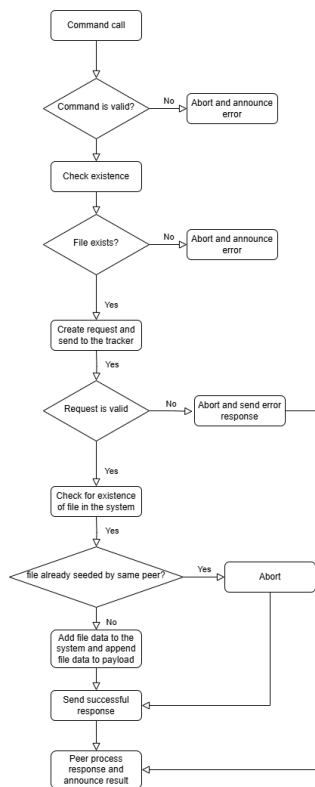 Command call
Command is valid?
No
Abort and announce
error
Check existence
File exists?
No
Abort and announce
error
Yes
Create request and
send to the tracker
Yes
Request is valid
No
Abort and send error
response
Yes
Check for existence
of file in the system
Yes
file already seeded by same peer?
Yes
Abort
No
Add file data to the
system and append
file data to payload
Send successful
response
Peer process
response and
announce result